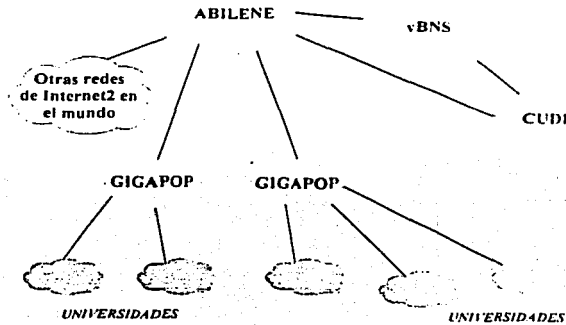 ABILENE
vBNS
Otras redes
de Internet2 en
el mundo
CUDI
GIGAPOP
GIGAPOP
UNIVERSIDADES
UNIVERSIDADES